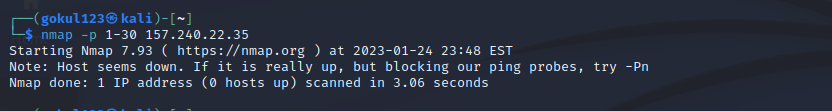 ┌──(gokul123㉿kali)-[~]
└─$ nmap -p 1-30 157.240.22.35
Starting Nmap 7.93 ( https://nmap.org ) at 2023-01-24 23:48 EST
Note: Host seems down. If it is really up, but blocking our ping probes, try -Pn
Nmap done: 1 IP address (0 hosts up) scanned in 3.06 seconds